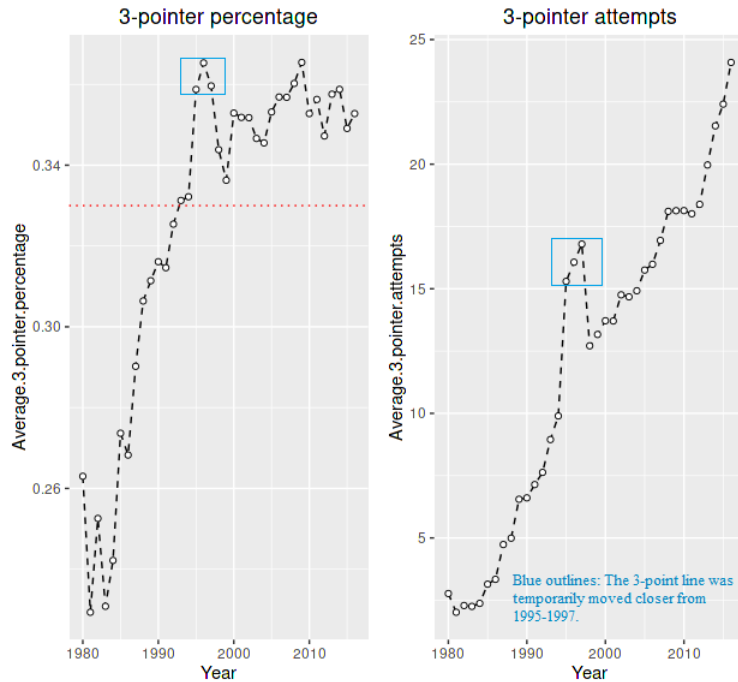 3-pointer percentage
Average.3.pointer.percentage
0.34
0.30
0.26
1980 1990 2000 2010
Year
3-pointer attempts
Average.3.pointer.attempts
25
20
15
10
5
Blue outlines: The 3-point line was
temporarily moved closer from
1995-1997.
1980 1990 2000 2010
Year